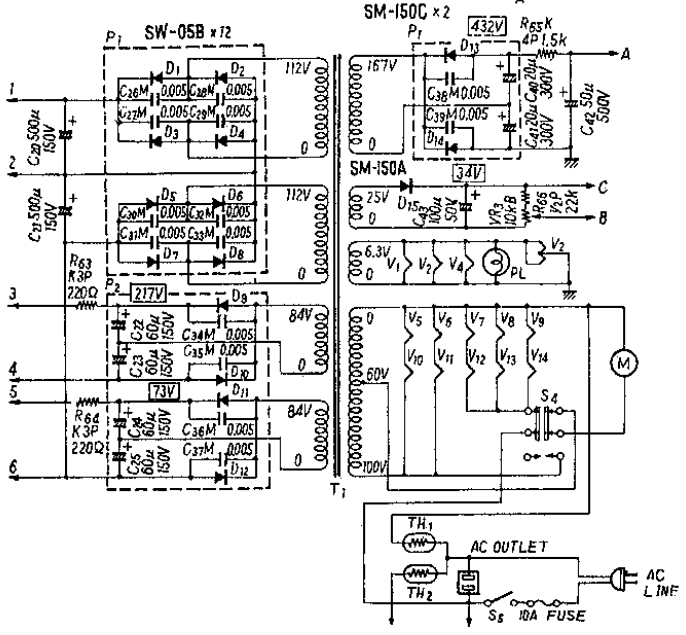 SM-150C × 2
SW-05B × 12
P1
P1
432V
R65K
4P 1.5k
A
1
D1
D2
112V
167V
D13
C26M 0.005
C28M 0.005
C27M 0.005
C29M 0.005
C38M 0.005
C39M 0.005
C40 20μ
300V
C41 20μ
300V
C42 50μ
500V
D3
D4
D14
C20 500μ
150V
0
0
2
SM-150A
34V
D5
D6
112V
25V
D15
C
C30M 0.005
C32M 0.005
C31M 0.005
C33M 0.005
C43
100μ
50V
VR3
10kB
R66
½P
22k
B
C21 500μ
150V
0
D7
D8
6.3V
V1
V2
V4
PL
V2
R63
K3P
220Ω
0
0
P2
217V
D9
3
84V
0
V5
V6
V7
V8
V9
C22
60μ
150V
C34M 0.005
C35M 0.005
C23
60μ
150V
V10
V11
V12
V13
V14
M
4
D10
0
60V
73V
D11
5
84V
S4
R64
K3P
220Ω
C24
60μ
150V
C36M 0.005
C37M 0.005
C25
60μ
150V
0
6
D12
100V
T1
TH1
AC OUTLET
TH2
AC
LINE
S5
10A FUSE